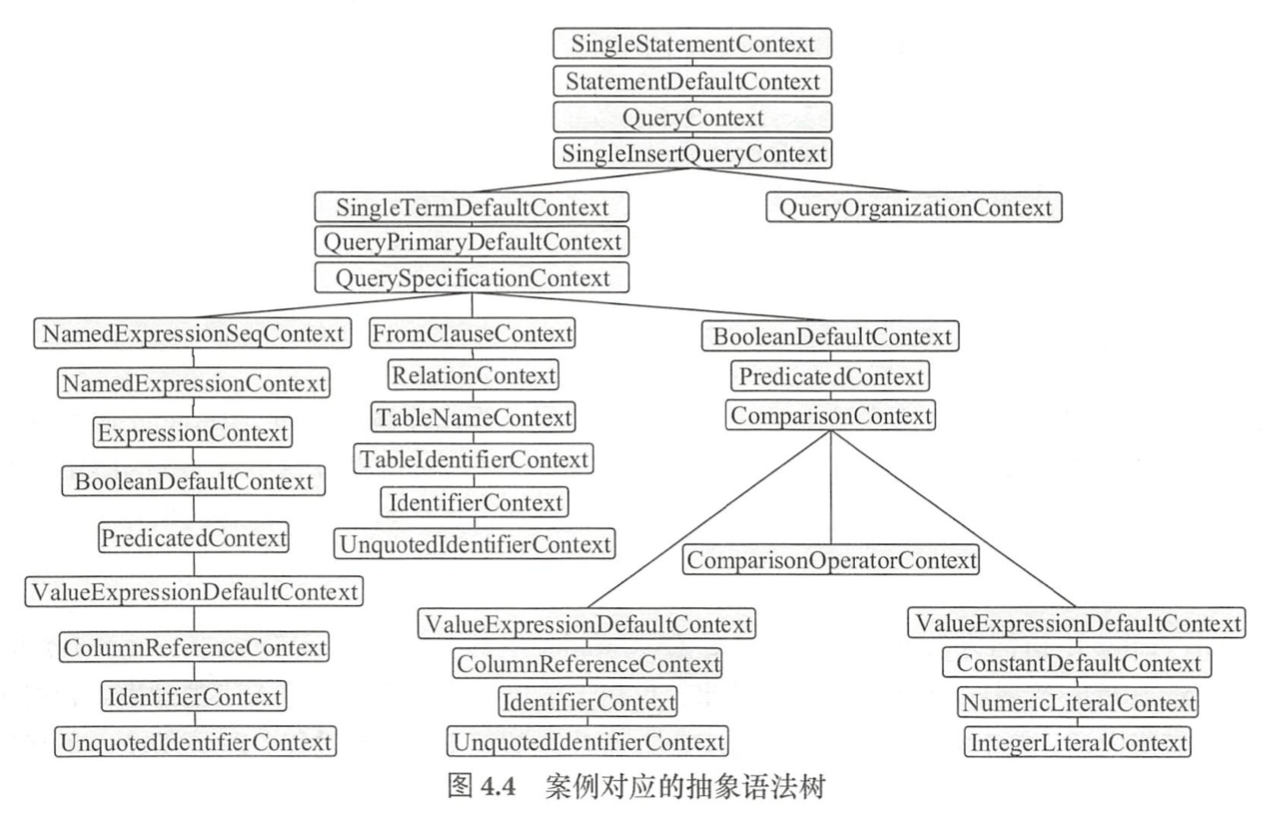 SingleStatementContext
StatementDefaultContext
QueryContext
SingleInsertQueryContext
SingleTermDefaultContext
QueryOrganizationContext
QueryPrimaryDefaultContext
QuerySpecificationContext
NamedExpressionSeqContext
FromClauseContext
BooleanDefaultContext
NamedExpressionContext
RelationContext
PredicatedContext
ExpressionContext
TableNameContext
ComparisonContext
BooleanDefaultContext
TableIdentifierContext
IdentifierContext
PredicatedContext
UnquotedIdentifierContext
ComparisonOperatorContext
ValueExpressionDefaultContext
ValueExpressionDefaultContext
ValueExpressionDefaultContext
ColumnReferenceContext
ColumnReferenceContext
ConstantDefaultContext
IdentifierContext
IdentifierContext
NumericLiteralContext
UnquotedIdentifierContext
UnquotedIdentifierContext
IntegerLiteralContext
图 4.4 案例对应的抽象语法树